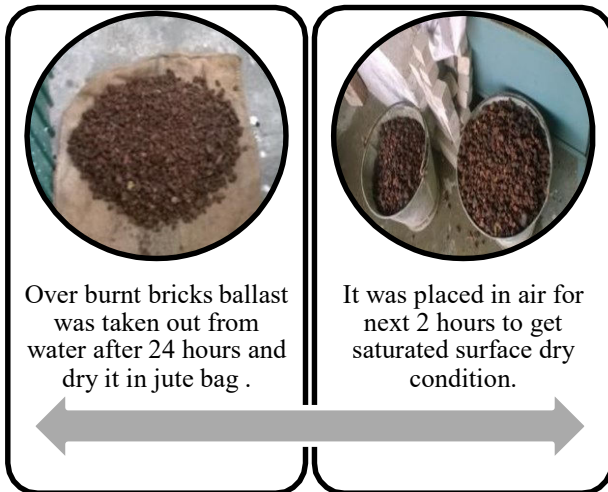 Over burnt bricks ballast
was taken out from
water after 24 hours and
dry it in jute bag .
It was placed in air for
next 2 hours to get
saturated surface dry
condition.